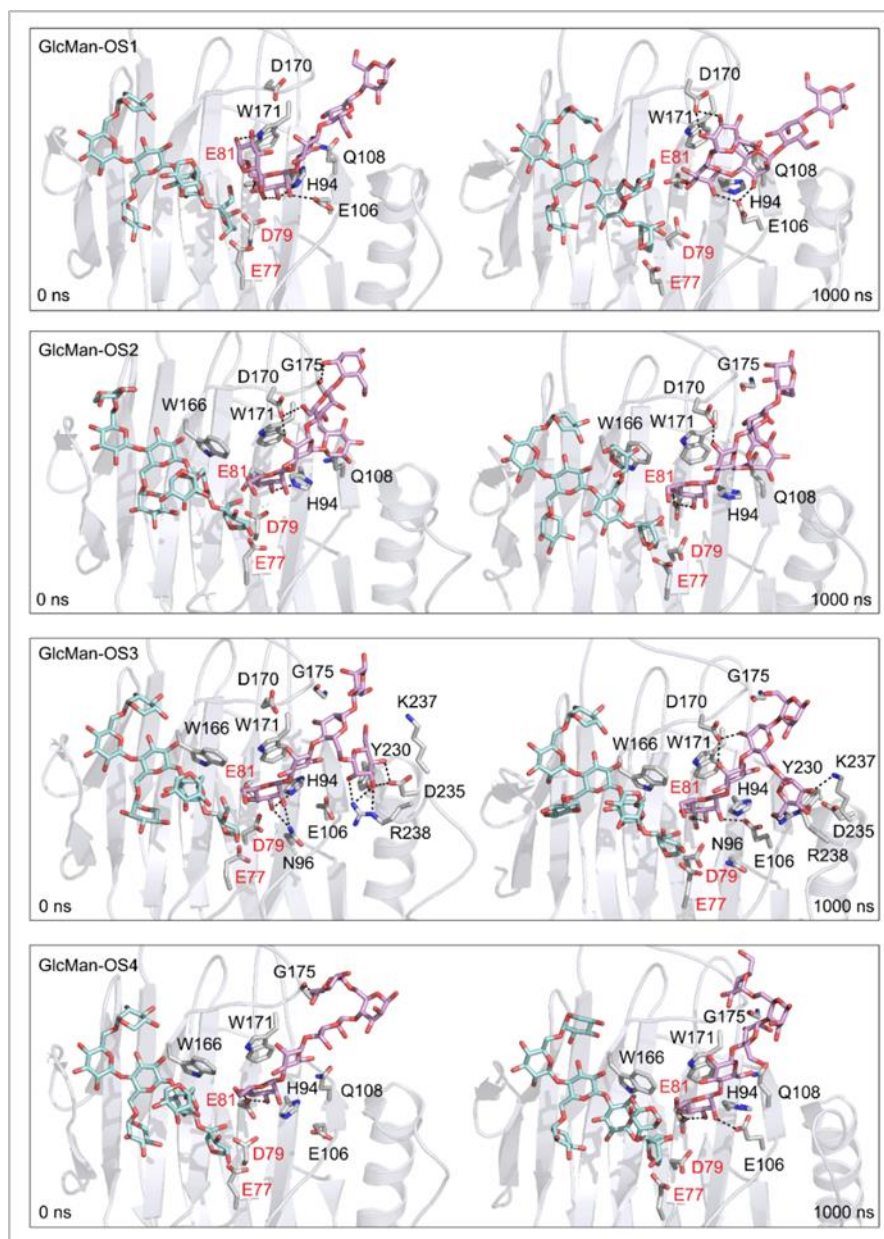 GlcMan-OS1
D170
W171
E81
Q108
H94
E106
D79
E77
0 ns
D170
W171
E81
Q108
H94
E106
D79
E77
1000 ns
GlcMan-OS2
G175
D170
W166
W171
E81
H94
Q108
D79
E77
0 ns
G175
D170
W166
W171
E81
H94
Q108
D79
E77
1000 ns
GlcMan-OS3
D170
G175
K237
W166
W171
Y230
E81
H94
D235
E106
R238
D79
N96
E77
0 ns
G175
D170
W166
W171
Y230
K237
E81
H94
D235
N96
R238
E106
D79
E77
1000 ns
GlcMan-OS4
G175
W171
W166
E81
H94
Q108
D79
E106
E77
0 ns
G175
W171
W166
E81
H94
Q108
E106
D79
E77
1000 ns